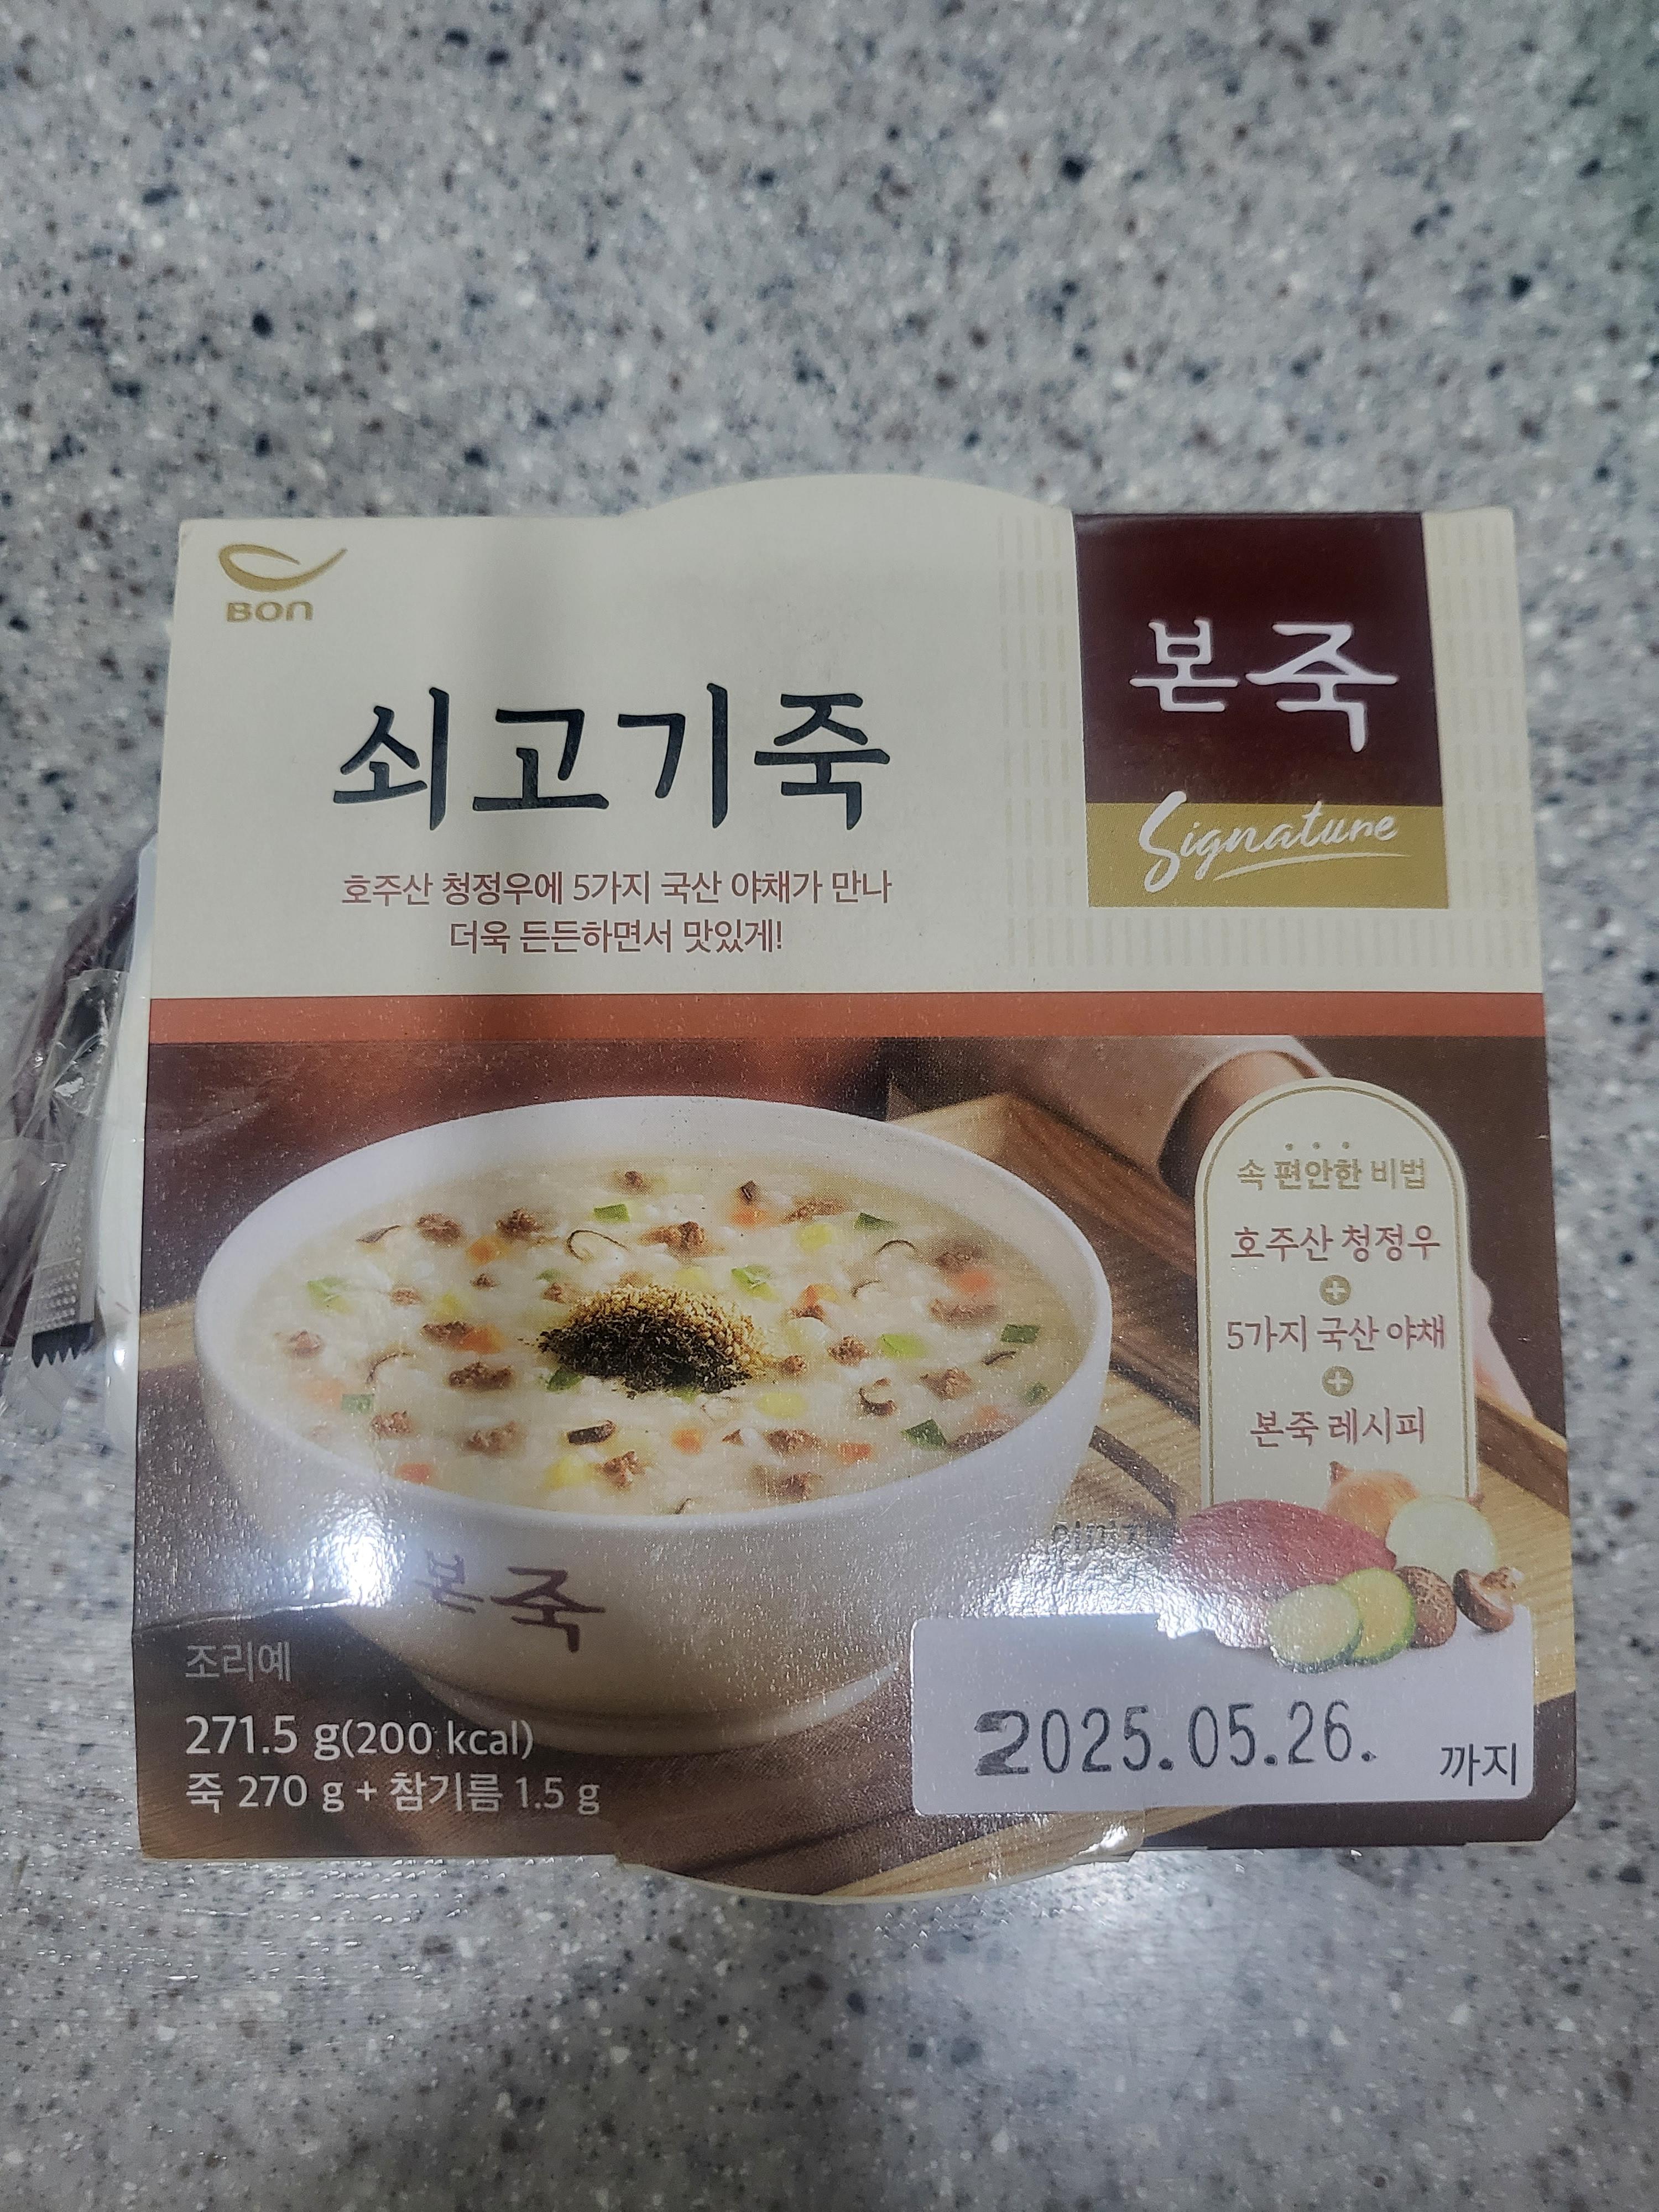 BON
본죽
Signature
쇠고기죽
호주산 청정우에 5가지 국산 야채가 만나
더욱 든든하면서 맛있게!
속 편안한 비법
호주산 청정우
+
5가지 국산 야채
+
본죽 레시피
본죽
조리예
271.5 g(200 kcal)
죽 270 g + 참기름 1.5 g
2025.05.26.
까지